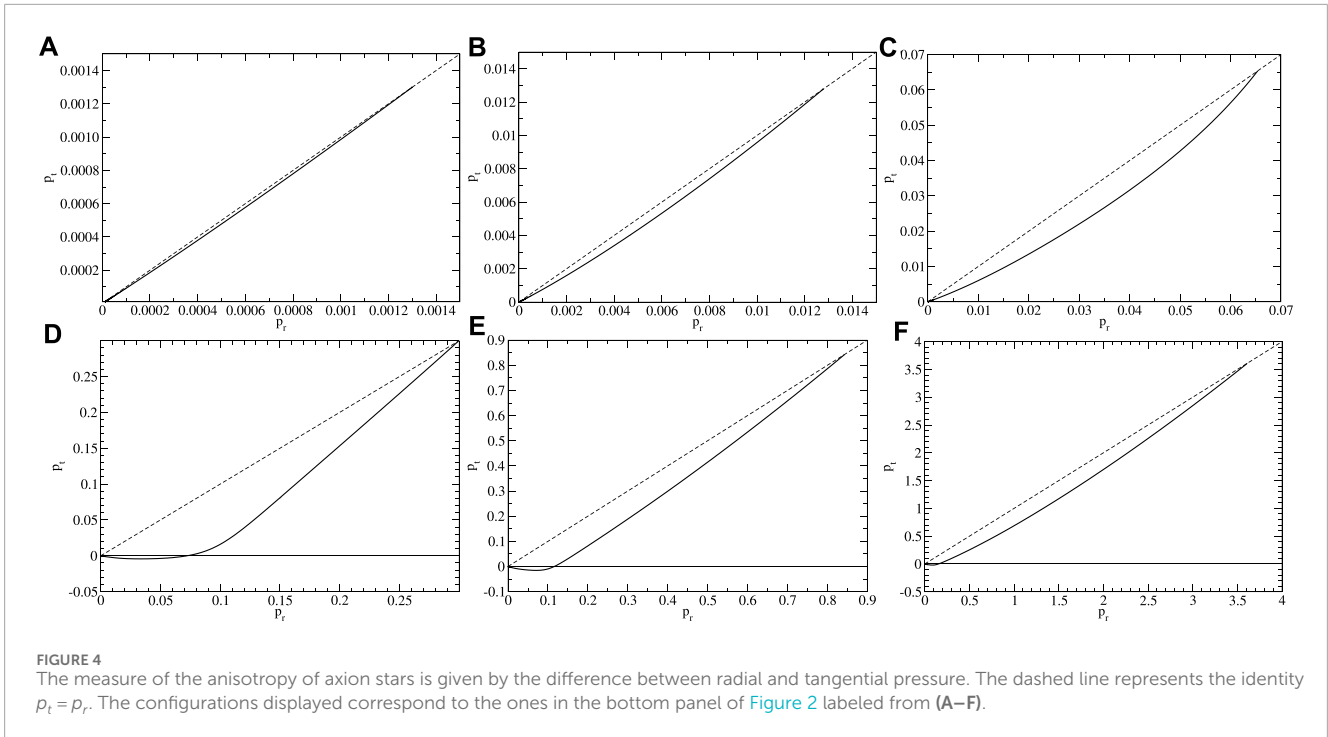 A
0.0014
0.0012
0.0010
0.0008
0.0006
0.0004
0.0002
p_t
0 0.0002 0.0004 0.0006 0.0008 0.001 0.0012 0.0014
p_r
B
0.014
0.012
0.01
0.008
0.006
0.004
0.002
0
p_t
0 0.002 0.004 0.006 0.008 0.01 0.012 0.014
p_r
C
0.07
0.06
0.05
0.04
0.03
0.02
0.01
0
p_t
0 0.01 0.02 0.03 0.04 0.05 0.06 0.07
p_r
D
0.25
0.2
0.15
0.1
0.05
0
-0.05
p_t
0 0.05 0.1 0.15 0.2 0.25
p_r
E
0.9
0.8
0.7
0.6
0.5
0.4
0.3
0.2
0.1
0
-0.1
p_t
0 0.1 0.2 0.3 0.4 0.5 0.6 0.7 0.8 0.9
p_r
F
4
3.5
3
2.5
2
1.5
1
0.5
0
-0.5
p_t
0 0.5 1 1.5 2 2.5 3 3.5 4
p_r
FIGURE 4
The measure of the anisotropy of axion stars is given by the difference between radial and tangential pressure. The dashed line represents the identity
p_t = p_r. The configurations displayed correspond to the ones in the bottom panel of Figure 2 labeled from (A–F).